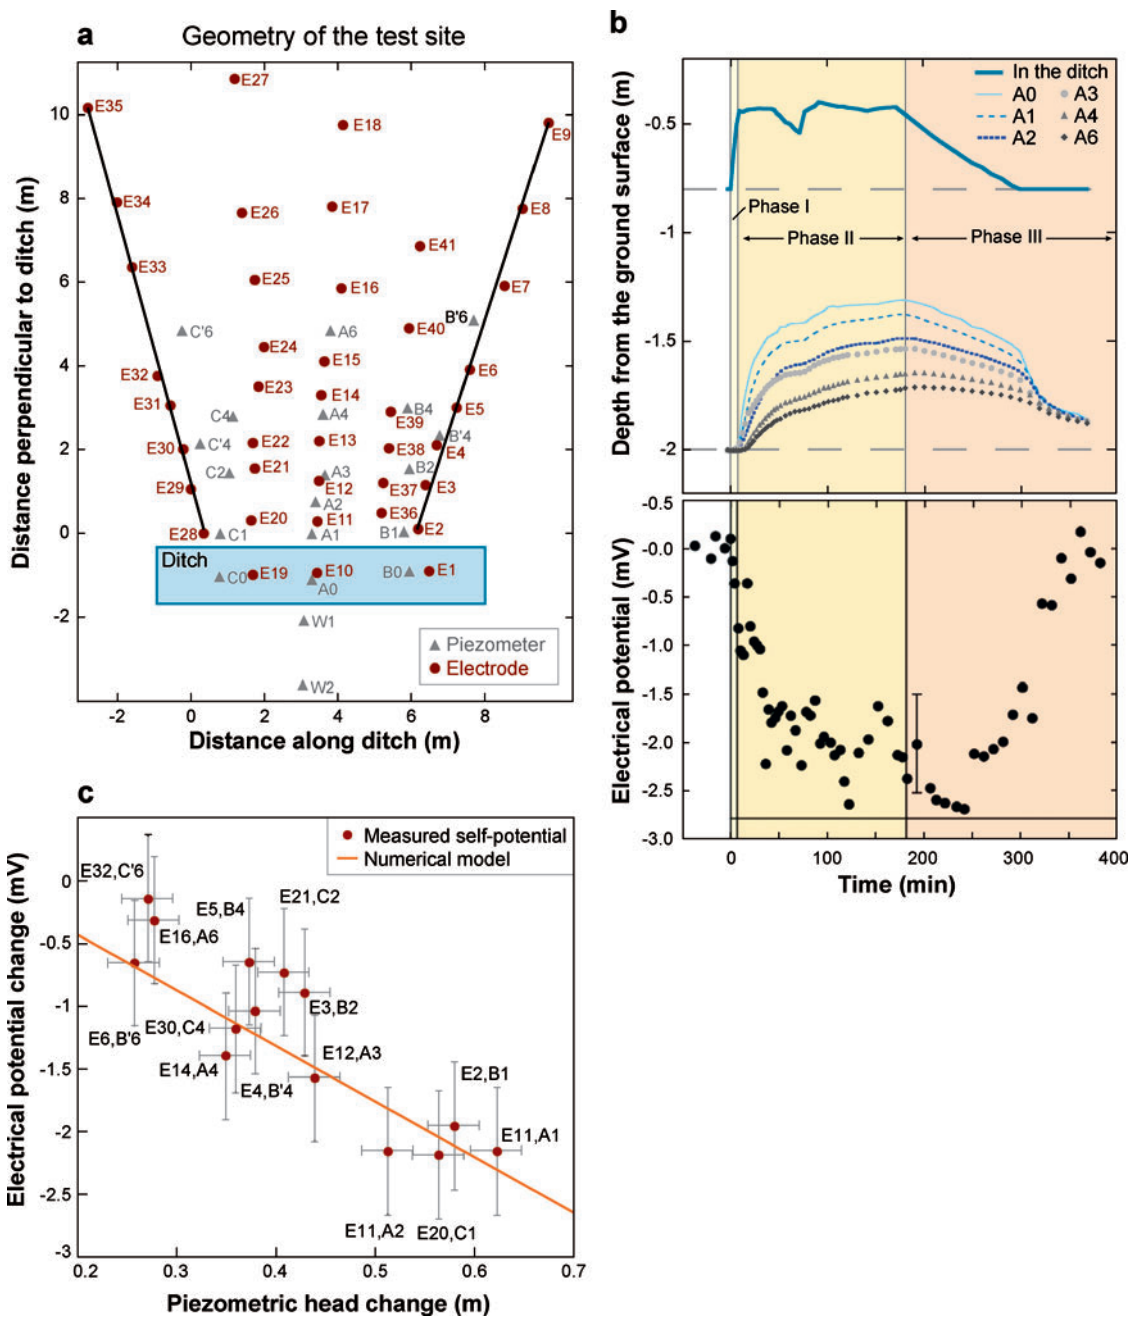 a
Geometry of the test site
E27
E35
E18
E9
E34
E26
E17
E8
E41
E33
E25
E16
E7
C'6
A6
B'6
E40
E24
E15
E32
E6
E23
E14
E31
C4
A4
B4
E5
E39
C'4
E22
E13
E38
B'4
E30
E4
C2
E21
A3
B2
E29
E12
E37
E3
A2
E20
E11
E36
E28
C1
A1
B1
E2
Ditch
C0
E19
E10
A0
B0
E1
W1
W2
Piezometer
Electrode
10
8
6
4
2
0
-2
-2
0
2
4
6
8
Distance perpendicular to ditch (m)
Distance along ditch (m)
b
In the ditch
A0
A3
A1
A4
A2
A6
Phase I
Phase II
Phase III
-0.5
-1
-1.5
-2
Depth from the ground surface (m)
-0.5
-0.0
-0.5
-1.0
-1.5
-2.0
-2.5
-3.0
Electrical potential (mV)
0
100
200
300
400
Time (min)
c
Measured self-potential
Numerical model
E32,C'6
E16,A6
E5,B4
E21,C2
E3,B2
E6,B'6
E30,C4
E12,A3
E14,A4
E4,B'4
E2,B1
E11,A1
E11,A2
E20,C1
0
-0.5
-1
-1.5
-2
-2.5
-3
Electrical potential change (mV)
0.2
0.3
0.4
0.5
0.6
0.7
Piezometric head change (m)